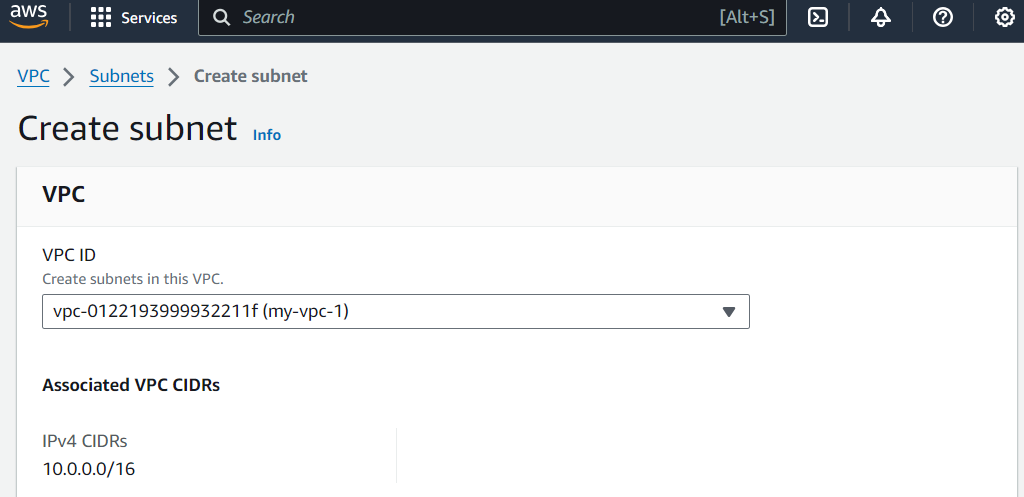 aws
Services
Search
[Alt+S]
VPC
Subnets
Create subnet
Create subnet Info
VPC
VPC ID
Create subnets in this VPC.
vpc-0122193999932211f (my-vpc-1)
Associated VPC CIDRs
IPv4 CIDRs
10.0.0.0/16